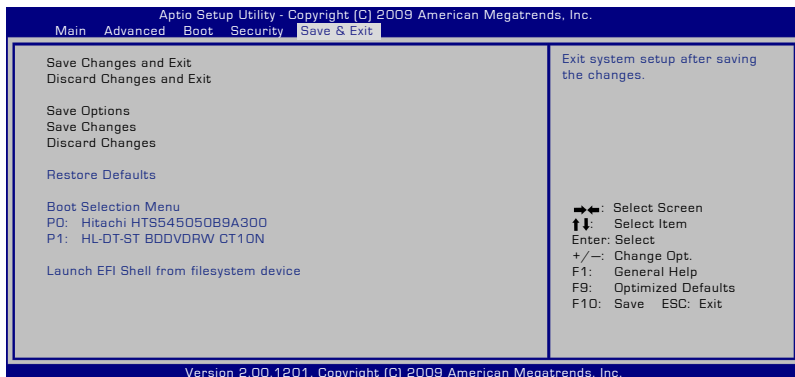 Aptio Setup Utility - Copyright (C) 2009 American Megatrends, Inc.
Main Advanced Boot Security Save & Exit
Save Changes and Exit
Discard Changes and Exit
Save Options
Save Changes
Discard Changes
Restore Defaults
Boot Selection Menu
P0: Hitachi HTS545050B9A300
P1: HL-DT-ST BDDVDRW CT10N
Launch EFI Shell from filesystem device
Exit system setup after saving
the changes.
→←: Select Screen
↑↓: Select Item
Enter: Select
+/—: Change Opt.
F1: General Help
F9: Optimized Defaults
F10: Save ESC: Exit
Version 2.00.1201. Copyright (C) 2009 American Megatrends, Inc.